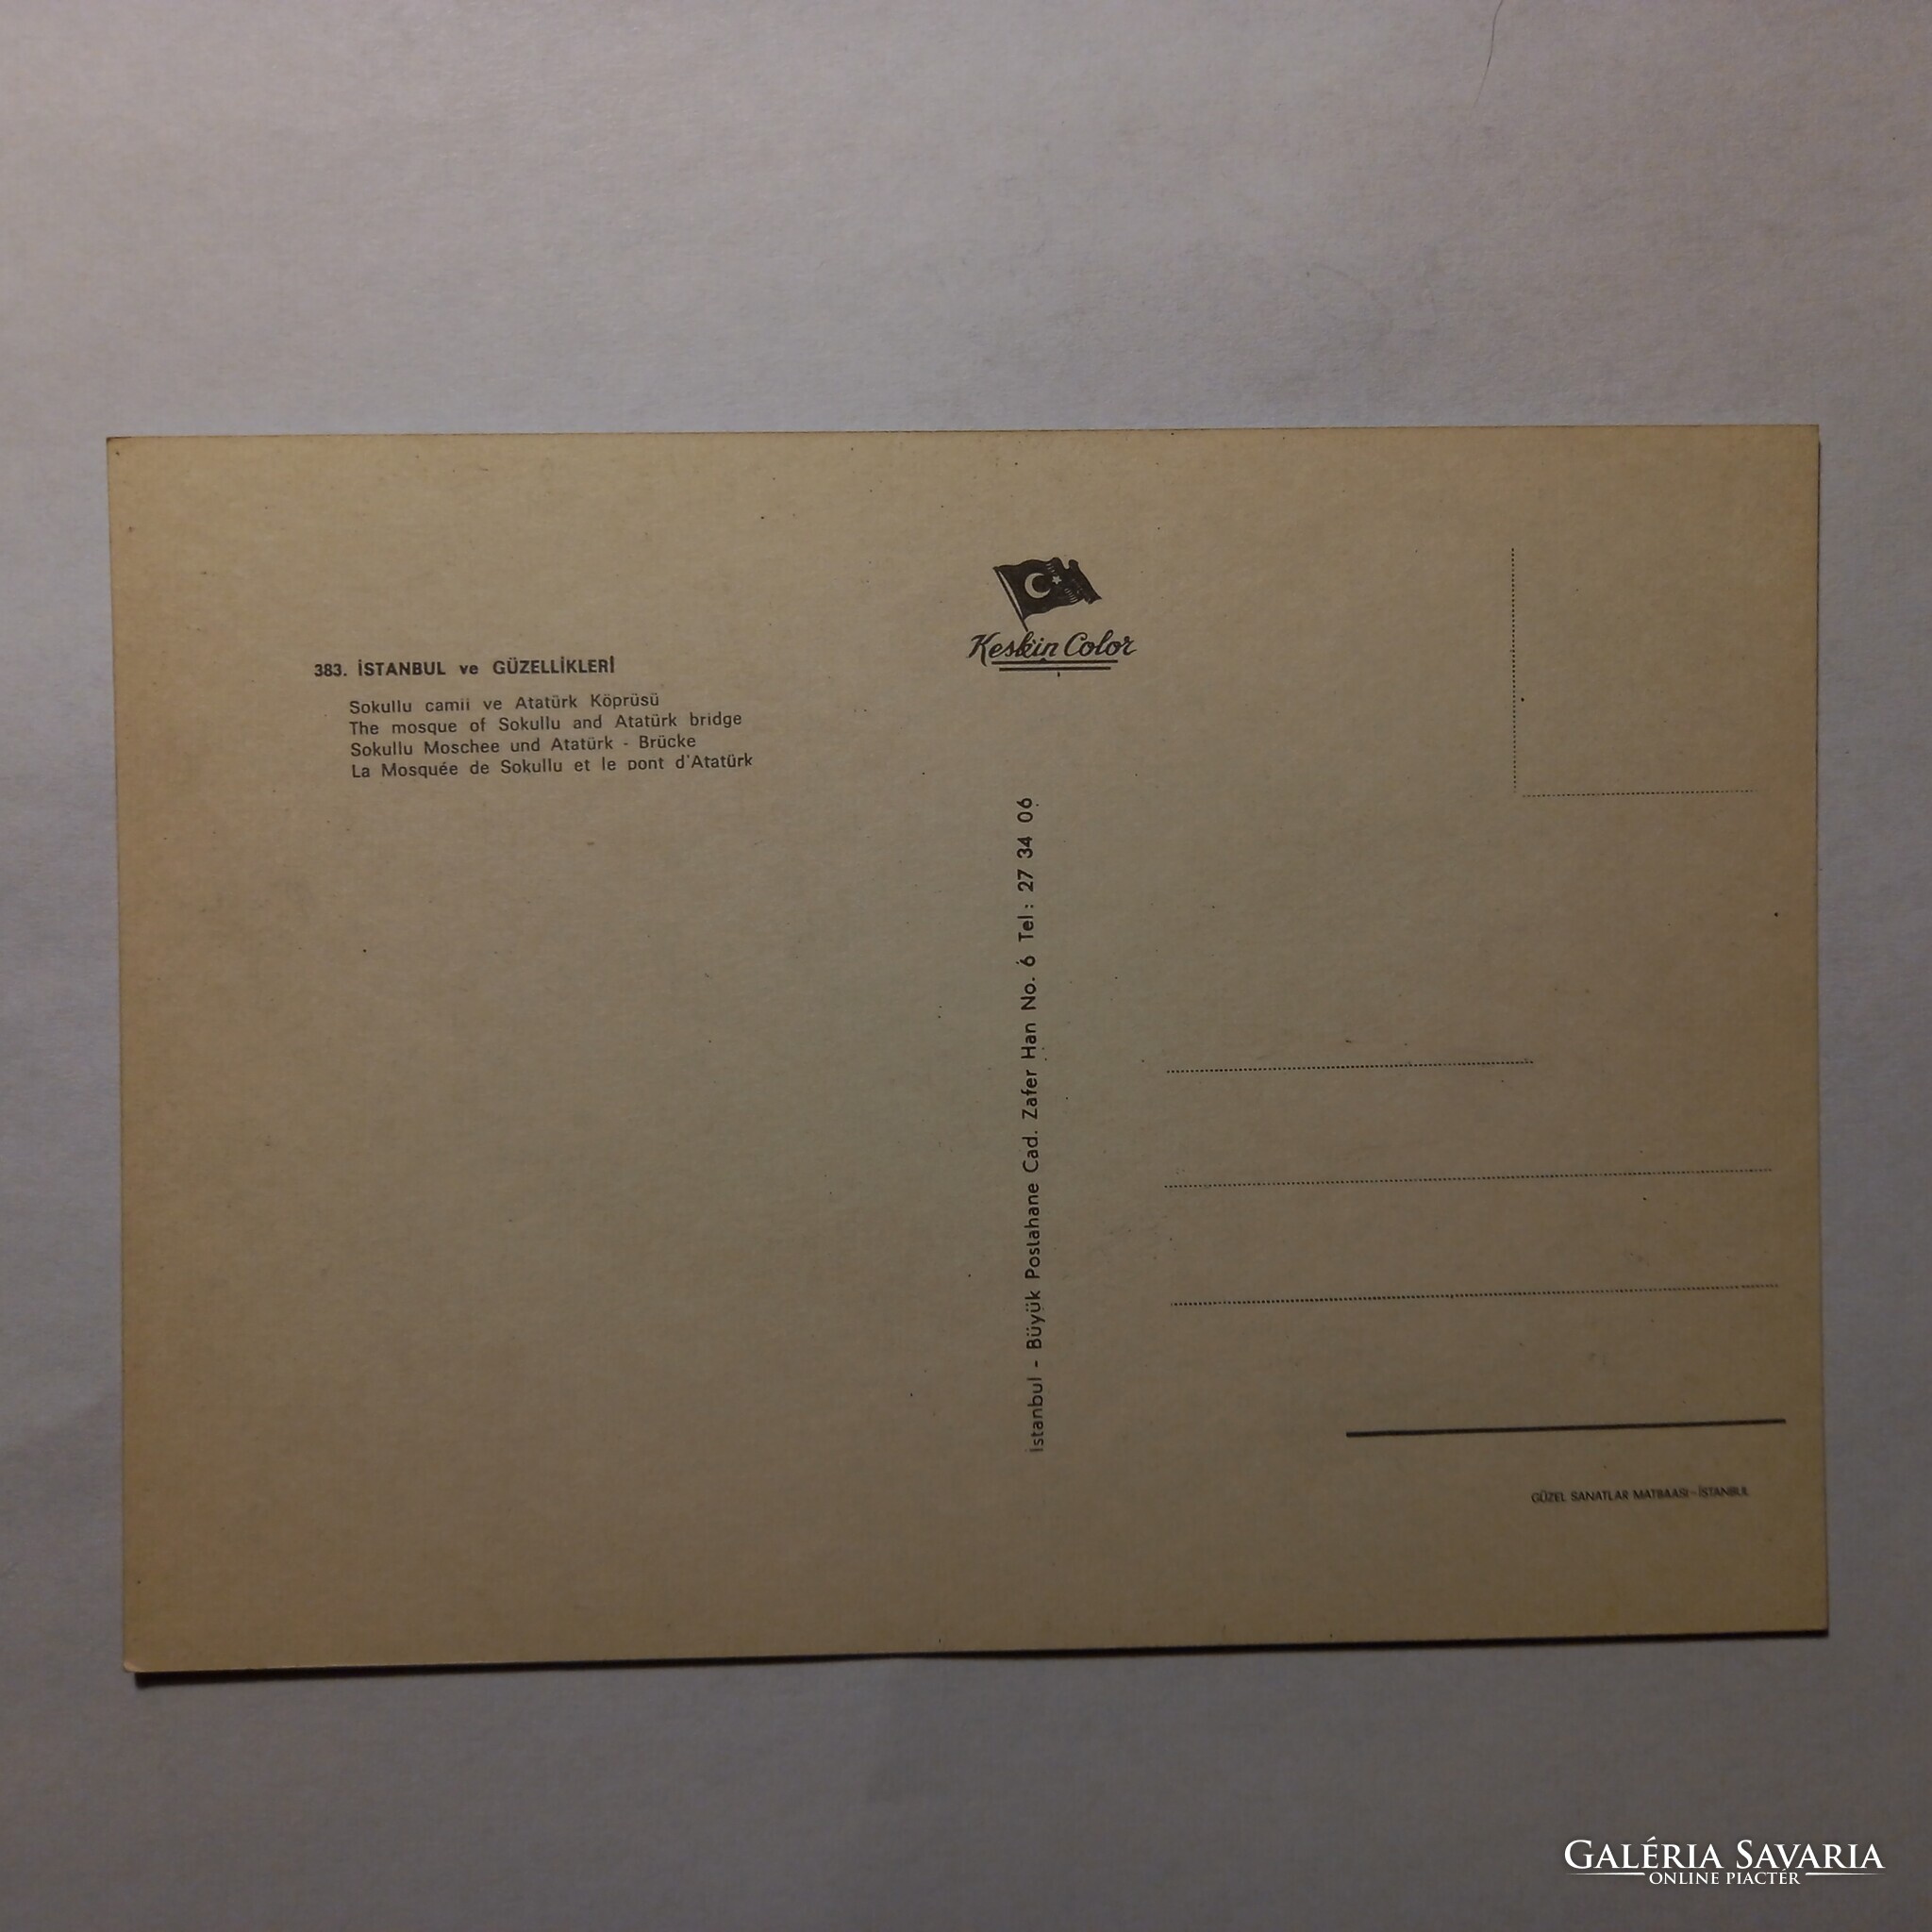 383. İSTANBUL ve GÜZELLİKLERİ
Sokullu camii ve Atatürk Köprüsü
The mosque of Sokullu and Atatürk bridge
Sokullu Moschee und Atatürk - Brücke
La Mosquée de Sokullu et le pont d'Atatürk
Keskin Color
İstanbul - Büyük Postahane Cad. Zafer Han No. 6 Tel: 27 34 06
GÜZEL SANATLAR MATBAASI-İSTANBUL
GALÉRIA SAVARIA
ONLINE PIACTÉR